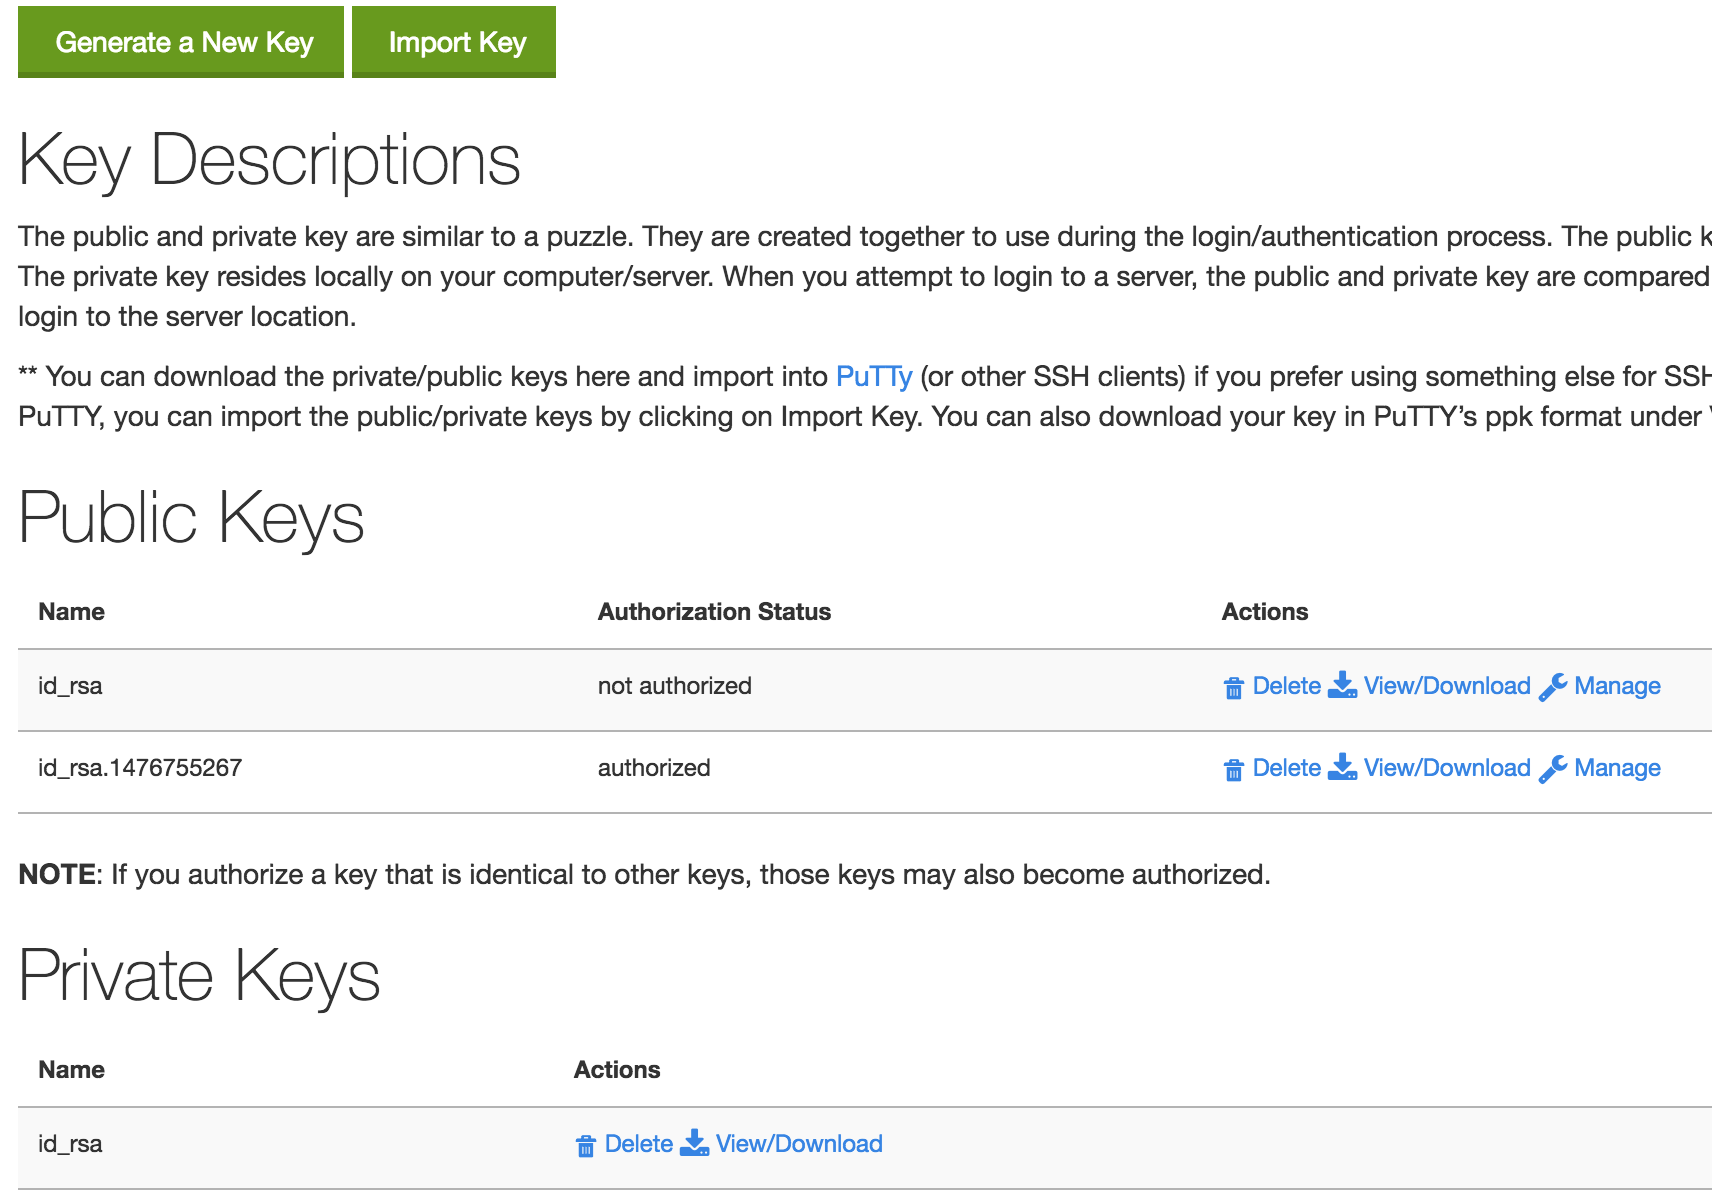 Generate a New Key Import Key
Key Descriptions
The public and private key are similar to a puzzle. They are created together to use during the login/authentication process. The public
The private key resides locally on your computer/server. When you attempt to login to a server, the public and private key are compared
login to the server location.
** You can download the private/public keys here and import into PuTTy (or other SSH clients) if you prefer using something else for SSH
PuTTY, you can import the public/private keys by clicking on Import Key. You can also download your key in PuTTY’s ppk format under
Public Keys
Name Authorization Status Actions
id_rsa not authorized Delete View/Download Manage
id_rsa.1476755267 authorized Delete View/Download Manage
NOTE: If you authorize a key that is identical to other keys, those keys may also become authorized.
Private Keys
Name Actions
id_rsa Delete View/Download